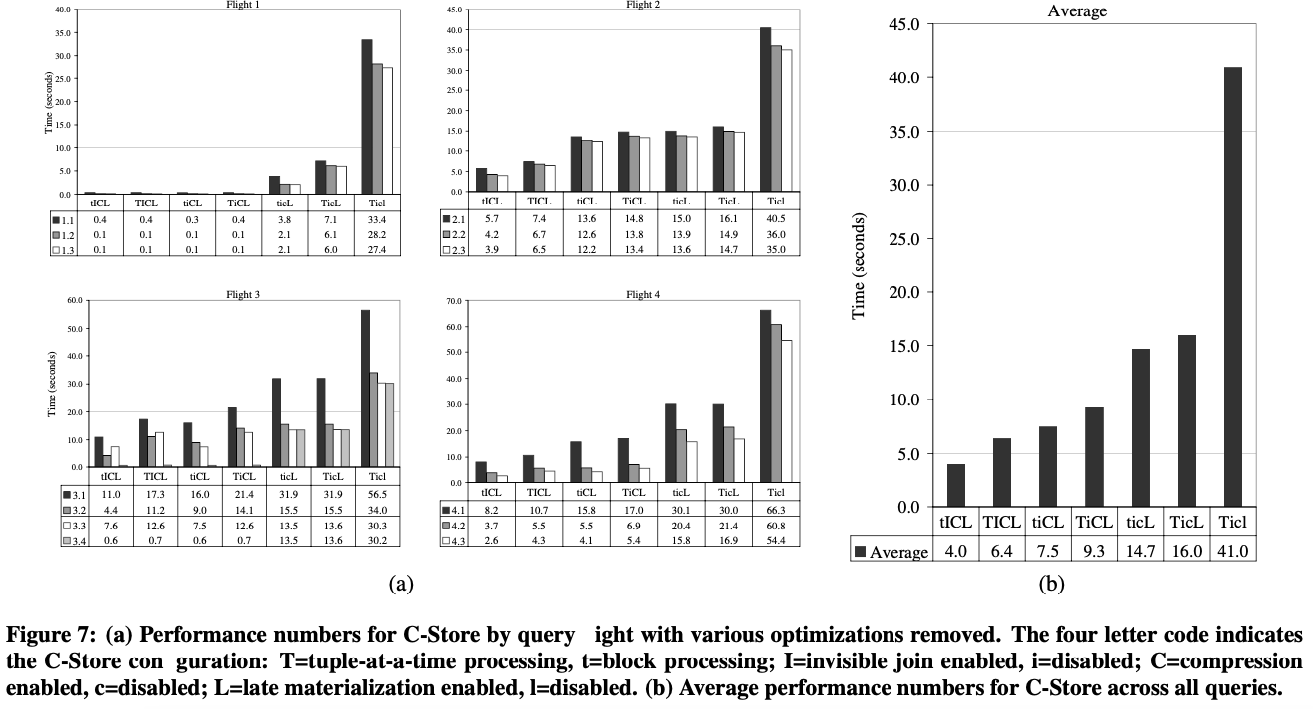 Flight 1
Time (seconds)
40.0
35.0
30.0
25.0
20.0
15.0
10.0
5.0
0.0
tICL TICL tiCL TiCL ticL TicL Ticl
1.1 0.4 0.4 0.3 0.4 3.8 7.1 33.4
1.2 0.1 0.1 0.1 0.1 2.1 6.1 28.2
1.3 0.1 0.1 0.1 0.1 2.1 6.0 27.4
Flight 2
45.0
40.0
35.0
30.0
25.0
20.0
15.0
10.0
5.0
0.0
tICL TICL tiCL TiCL ticL TicL Ticl
2.1 5.7 7.4 13.6 14.8 15.0 16.1 40.5
2.2 4.2 6.7 12.6 13.8 13.9 14.9 36.0
2.3 3.9 6.5 12.2 13.4 13.6 14.7 35.0
Flight 3
Time (seconds)
60.0
50.0
40.0
30.0
20.0
10.0
0.0
tICL TICL tiCL TiCL ticL TicL Ticl
3.1 11.0 17.3 16.0 21.4 31.9 31.9 56.5
3.2 4.4 11.2 9.0 14.1 15.5 15.5 34.0
3.3 7.6 12.6 7.5 12.6 13.5 13.6 30.3
3.4 0.6 0.7 0.6 0.7 13.5 13.6 30.2
Flight 4
70.0
60.0
50.0
40.0
30.0
20.0
10.0
0.0
tICL TICL tiCL TiCL ticL TicL Ticl
4.1 8.2 10.7 15.8 17.0 30.1 30.0 66.3
4.2 3.7 5.5 5.5 6.9 20.4 21.4 60.8
4.3 2.6 4.3 4.1 5.4 15.8 16.9 54.4
(a)
Average
Time (seconds)
45.0
40.0
35.0
30.0
25.0
20.0
15.0
10.0
5.0
0.0
tICL TICL tiCL TiCL ticL TicL Ticl
Average 4.0 6.4 7.5 9.3 14.7 16.0 41.0
(b)
Figure 7: (a) Performance numbers for C-Store by query ight with various optimizations removed. The four letter code indicates
the C-Store con guration: T=tuple-at-a-time processing, t=block processing; I=invisible join enabled, i=disabled; C=compression
enabled, c=disabled; L=late materialization enabled, l=disabled. (b) Average performance numbers for C-Store across all queries.